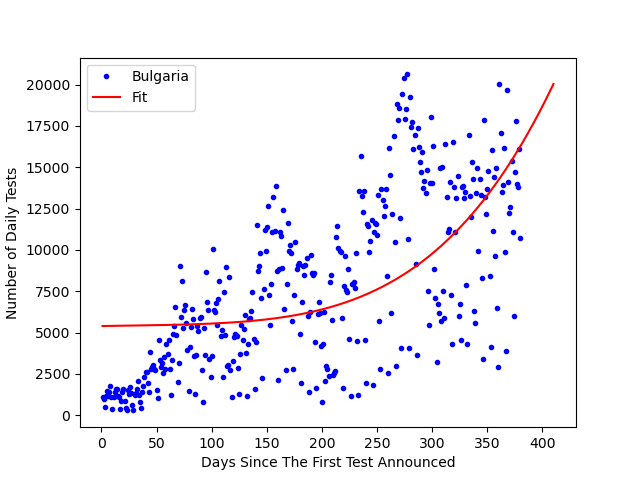 Bulgaria
Fit
20000
17500
15000
12500
10000
7500
5000
2500
0
Number of Daily Tests
0 50 100 150 200 250 300 350 400
Days Since The First Test Announced